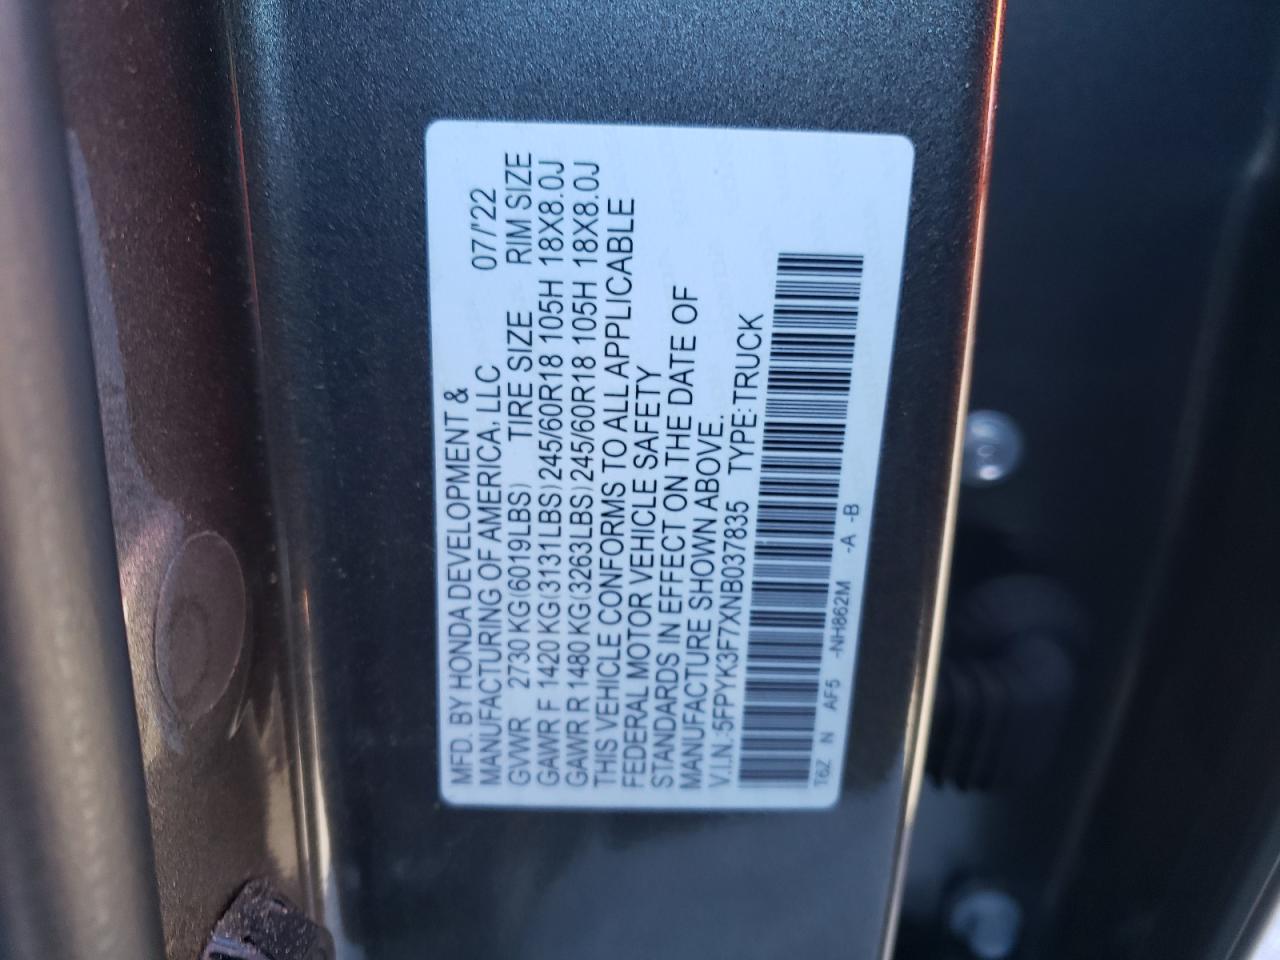 MFD. BY HONDA DEVELOPMENT &
MANUFACTURING OF AMERICA, LLC 07/'22
GVWR 2730 KG(6019LBS) TIRE SIZE RIM SIZE
GAWR F 1420 KG(3131LBS) 245/60R18 105H 18X8.0J
GAWR R 1480 KG(3263LBS) 245/60R18 105H 18X8.0J
THIS VEHICLE CONFORMS TO ALL APPLICABLE
FEDERAL MOTOR VEHICLE SAFETY
STANDARDS IN EFFECT ON THE DATE OF
MANUFACTURE SHOWN ABOVE.
V.I.N.:5FPYK3F7XNB037835 TYPE:TRUCK
T6Z N AF5 -NH862M -A -B